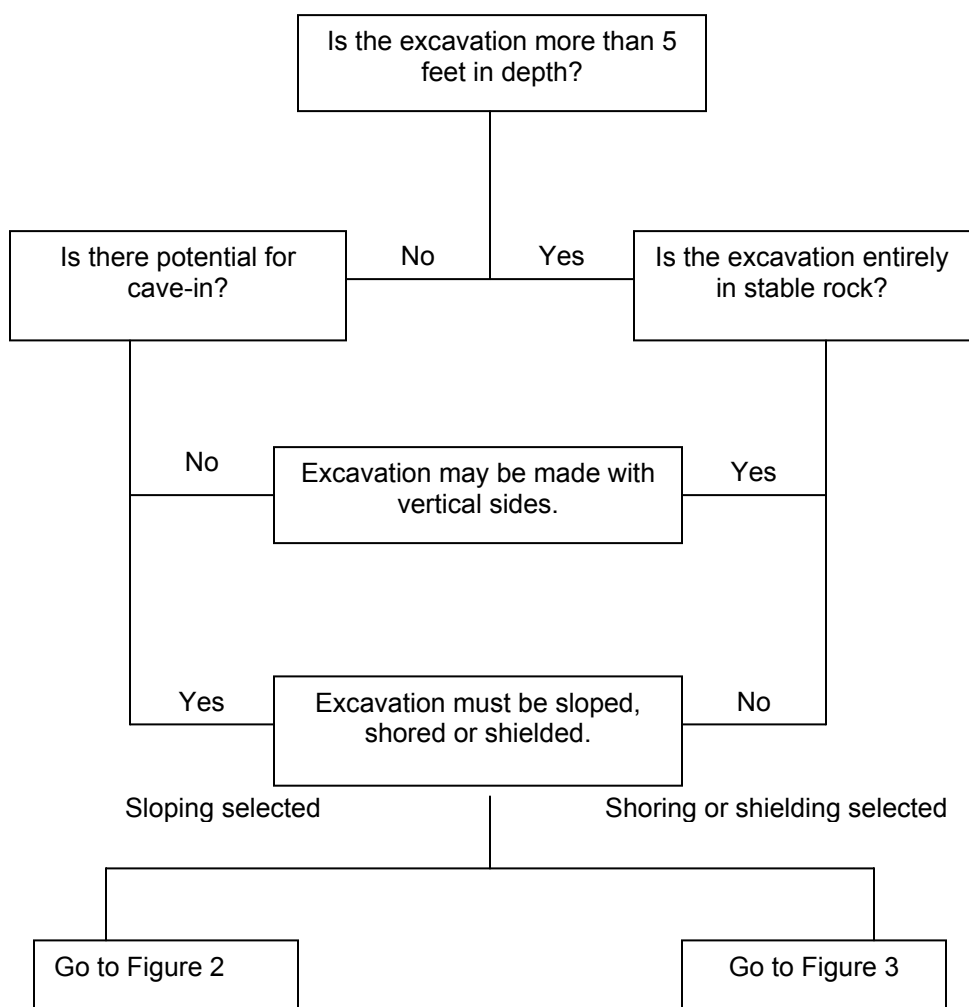 Is the excavation more than 5
feet in depth?
Is there potential for
cave-in?
No
Yes
Is the excavation entirely
in stable rock?
No
Excavation may be made with
vertical sides.
Yes
Yes
Excavation must be sloped,
shored or shielded.
No
Sloping selected
Shoring or shielding selected
Go to Figure 2
Go to Figure 3